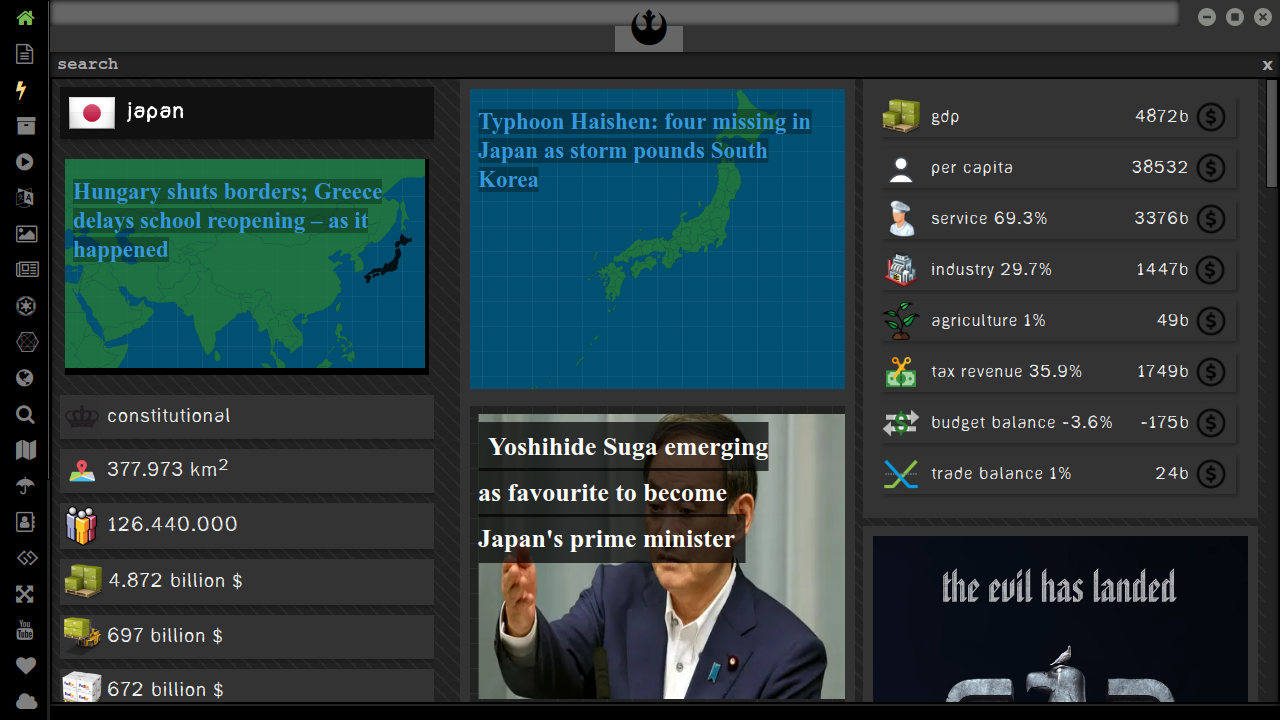 search
x
japan
Hungary shuts borders; Greece
delays school reopening – as it
happened
constitutional
377.973 km2
126.440.000
4.872 billion $
697 billion $
672 billion $
Typhoon Haishen: four missing in
Japan as storm pounds South
Korea
Yoshihide Suga emerging
as favourite to become
Japan's prime minister
gdp 4872b
per capita 38532
service 69.3% 3376b
industry 29.7% 1447b
agriculture 1% 49b
tax revenue 35.9% 1749b
budget balance -3.6% -175b
trade balance 1% 24b
the evil has landed
You
Tube